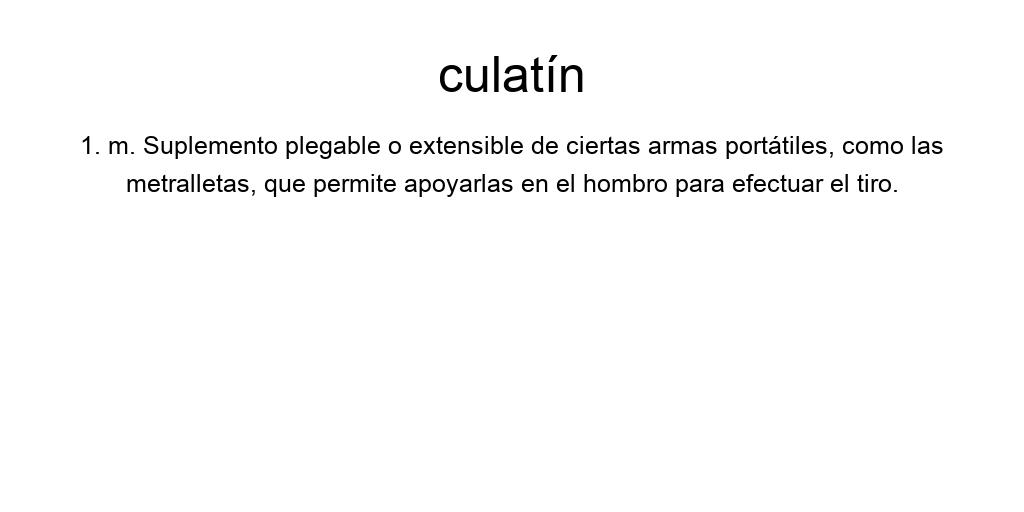 culatín
1. m. Suplemento plegable o extensible de ciertas armas portátiles, como las
metralletas, que permite apoyarlas en el hombro para efectuar el tiro.